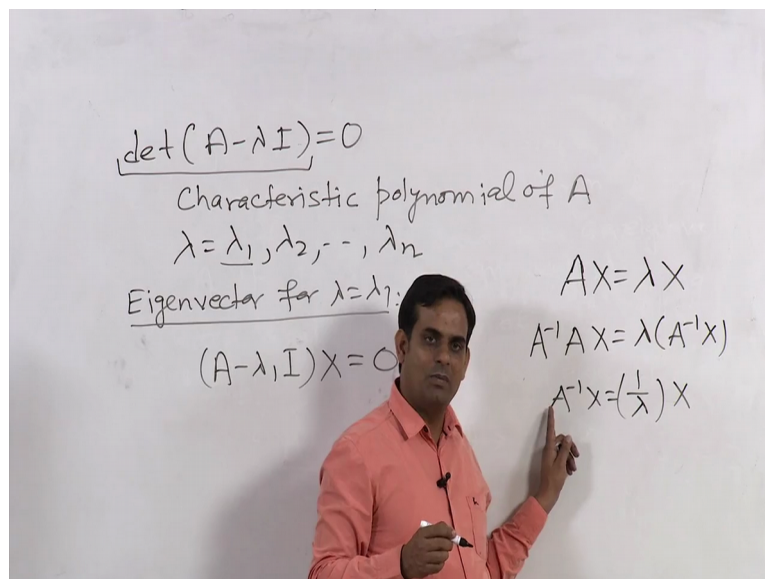 det(A-λI)=0
Characteristic polynomial of A
λ=λ₁,λ₂,--,λn
Eigenvector for λ=λ₁:
(A-λ₁I)X=0
AX=λX
A⁻¹AX=λ(A⁻¹X)
A⁻¹X=(1/λ)X